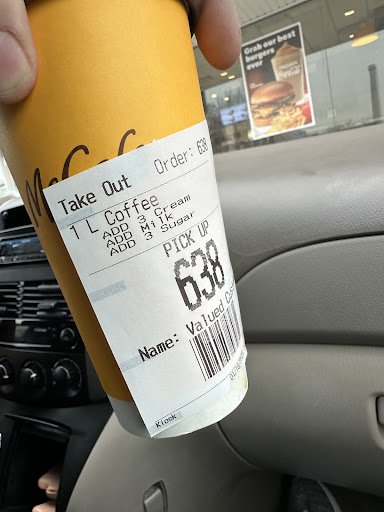 Grab our best
burgers
ever
McCafé
Take Out
Order: 638
1 L Coffee
ADD 3 Cream
ADD Milk
ADD 3 Sugar
PICK UP
638
Name: Valued
Kiosk